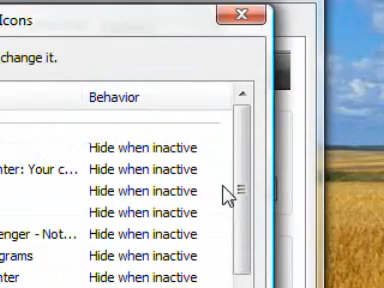 Icons
change it.
Behavior
Hide when inactive
nter: Your c... Hide when inactive
Hide when inactive
Hide when inactive
enger - Not... Hide when inactive
grams Hide when inactive
nter Hide when inactive